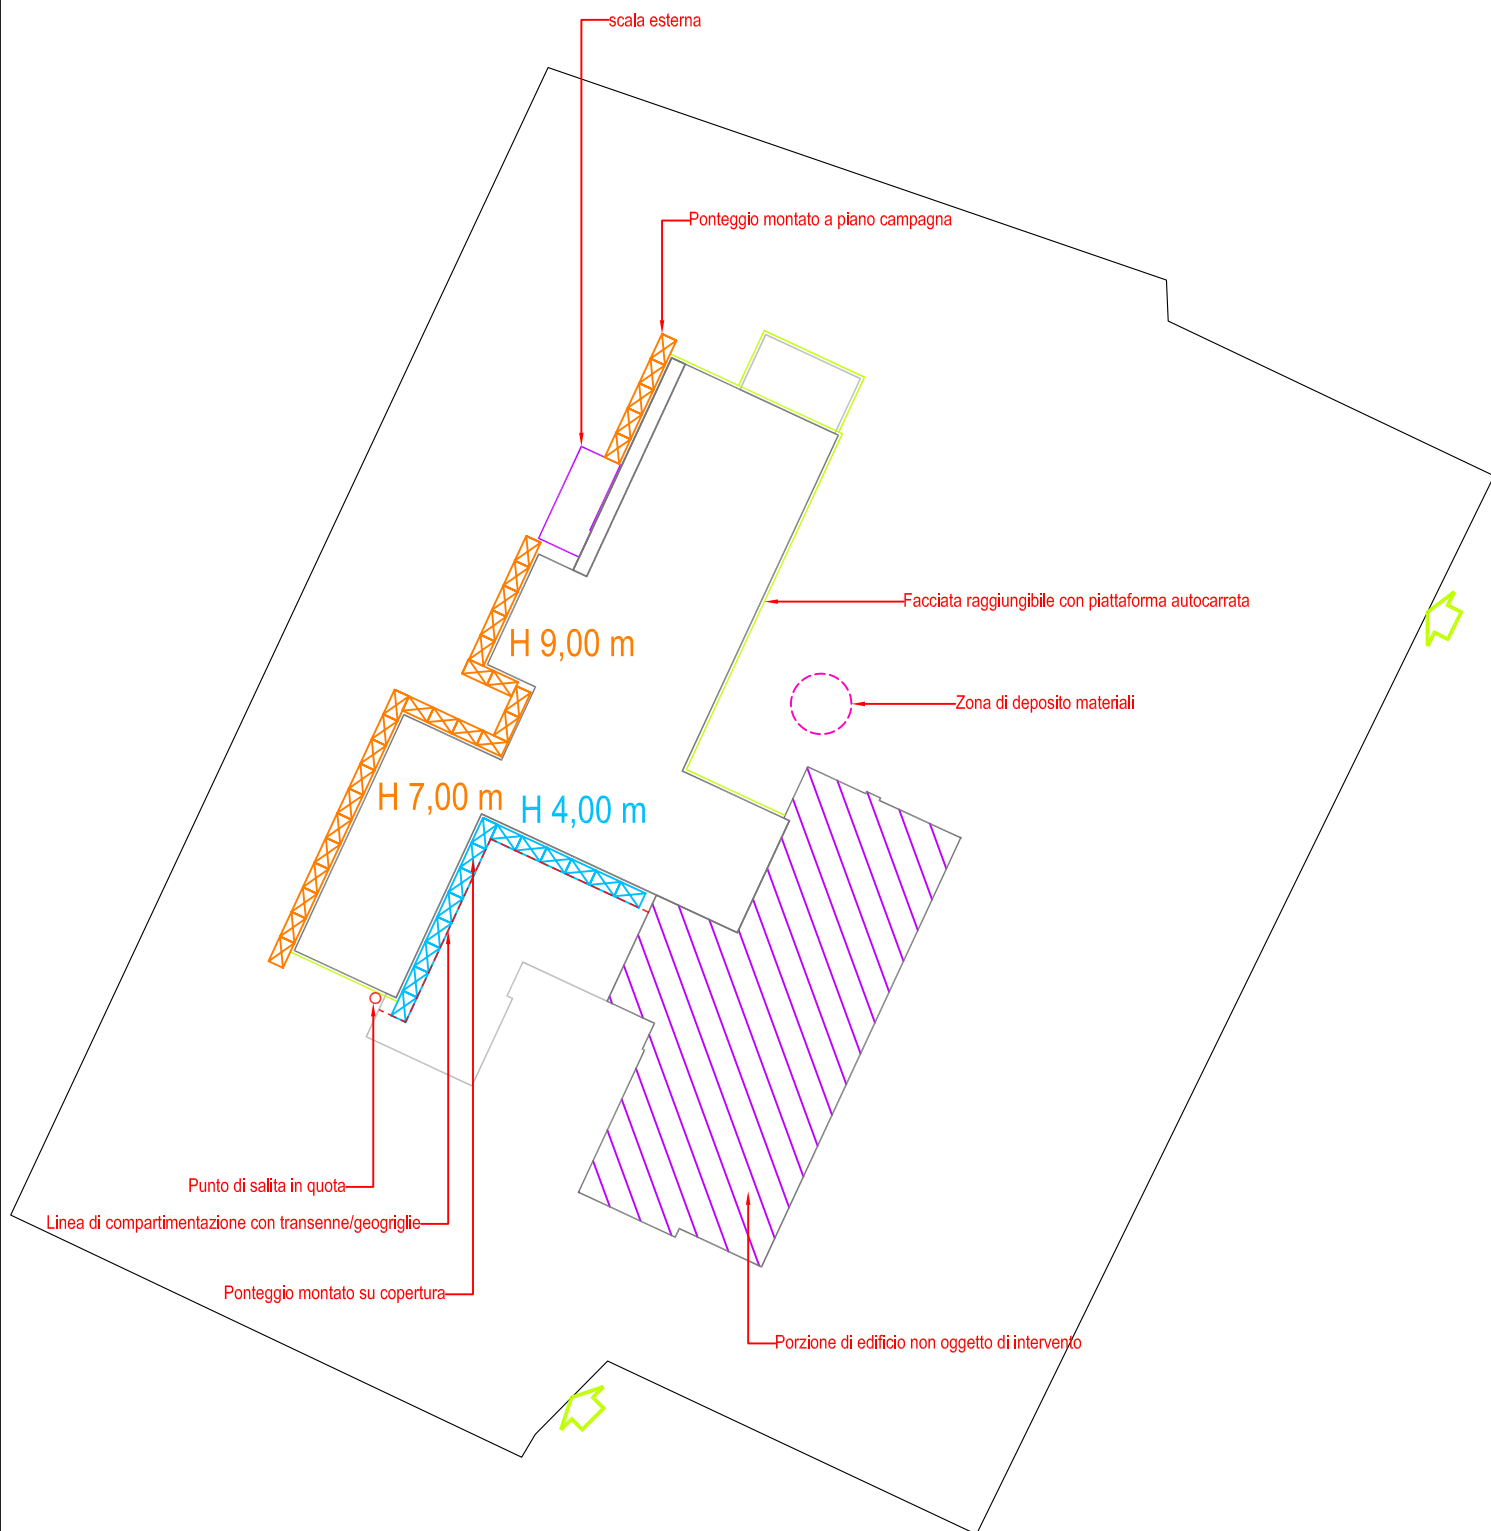 scala esterna
Ponteggio montato a piano campagna
Facciata raggiungibile con piattaforma autocarrata
H 9,00 m
Zona di deposito materiali
H 7,00 m
H 4,00 m
Punto di salita in quota
Linea di compartimentazione con transenne/geogriglie
Ponteggio montato su copertura
Porzione di edificio non oggetto di intervento